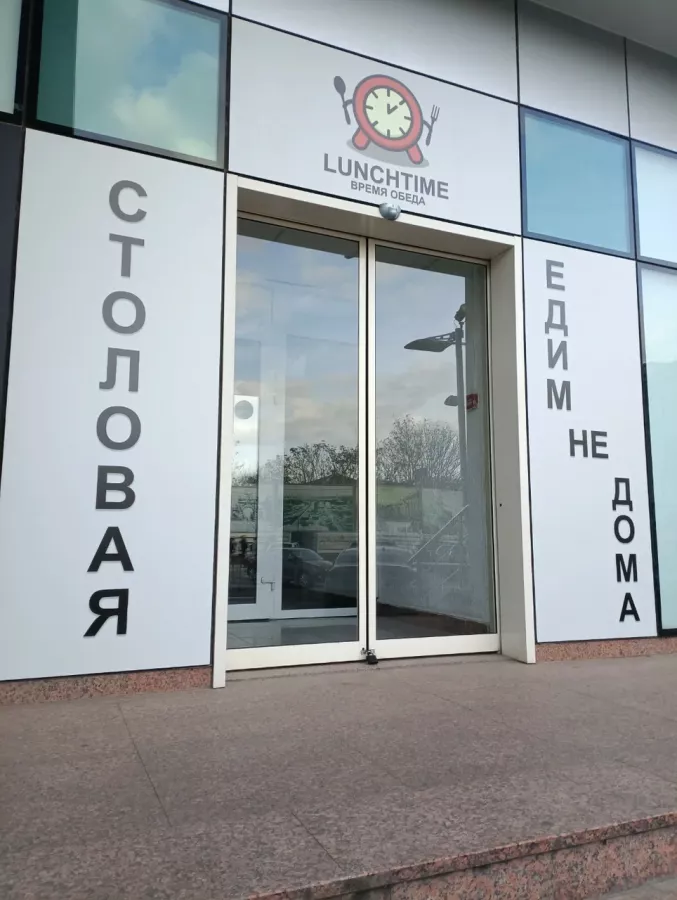 LUNCHTIME
ВРЕМЯ ОБЕДА
СТОЛОВАЯ
ЕДИМ
НЕ
ДОМА